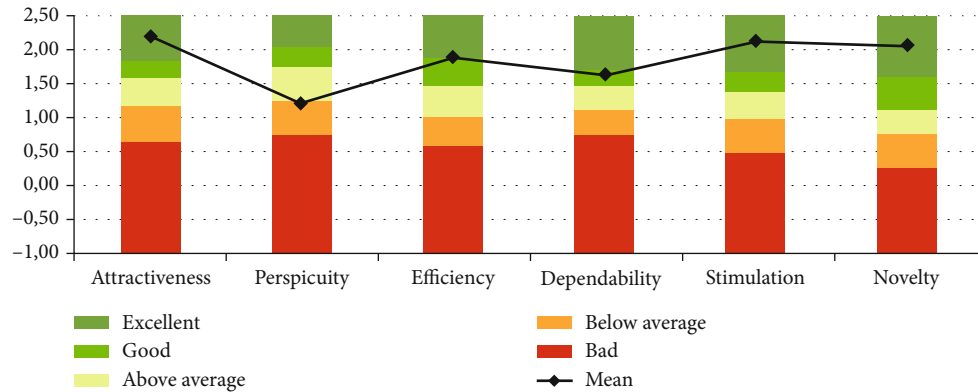 2,50
2,00
1,50
1,00
0,50
0,00
–0,50
–1,00
Attractiveness Perspicuity Efficiency Dependability Stimulation Novelty
Excellent Below average
Good Bad
Above average Mean